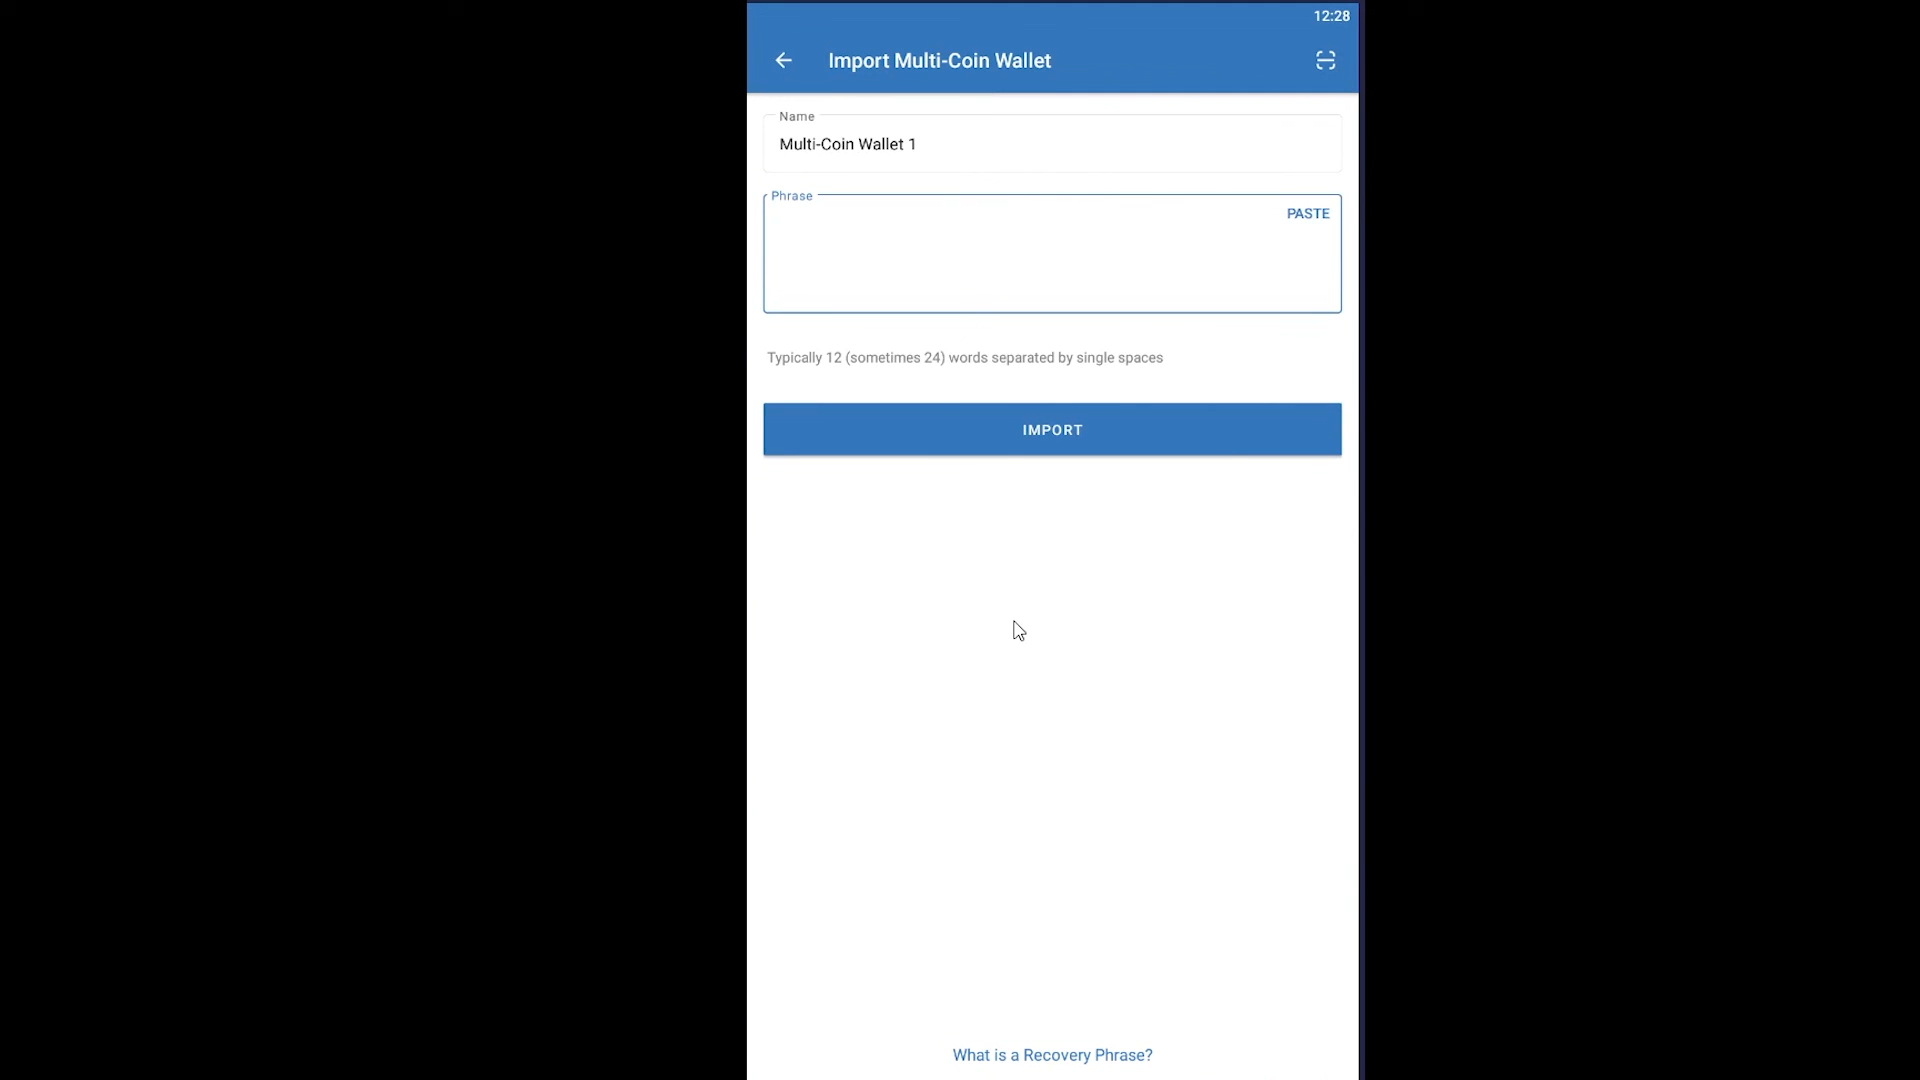 12:28
Import Multi-Coin Wallet
Name
Multi-Coin Wallet 1
Phrase
PASTE
Typically 12 (sometimes 24) words separated by single spaces
IMPORT
What is a Recovery Phrase?